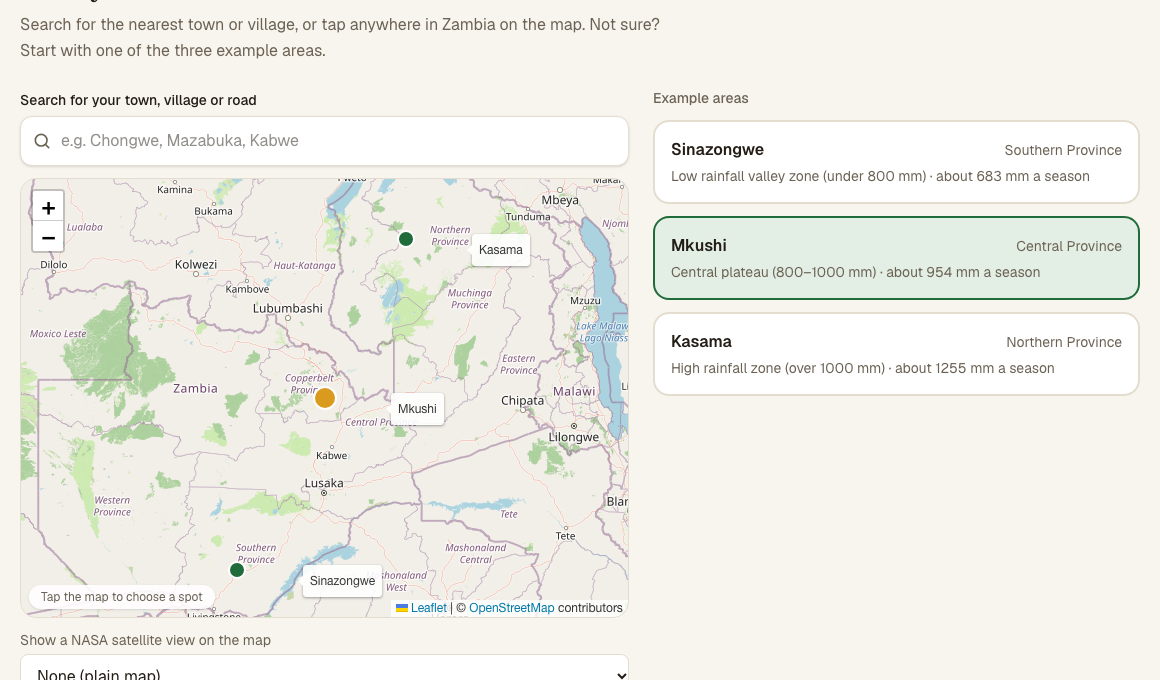 Search for the nearest town or village, or tap anywhere in Zambia on the map. Not sure?
Start with one of the three example areas.
Search for your town, village or road
e.g. Chongwe, Mazabuka, Kabwe
+
−
Kamina
Bukama
Lualaba
Dilolo
Kolwezi
Kambove
Haut-Katanga
Lubumbashi
Mbeya
Tunduma
Northern
Province
Kasama
Muchinga
Province
Mzuzu
Moxico Leste
Zambia
Copperbelt
Eastern
Province
Malawi
Chipata
Mkushi
Lilongwe
Kabwe
Lusaka
Western
Province
Tete
Tete
Southern
Province
Mashonaland
Central
Sinazongwe
West
Tap the map to choose a spot
Leaflet | © OpenStreetMap contributors
Show a NASA satellite view on the map
None (plain map)
Example areas
Sinazongwe
Southern Province
Low rainfall valley zone (under 800 mm) · about 683 mm a season
Mkushi
Central Province
Central plateau (800–1000 mm) · about 954 mm a season
Kasama
Northern Province
High rainfall zone (over 1000 mm) · about 1255 mm a season